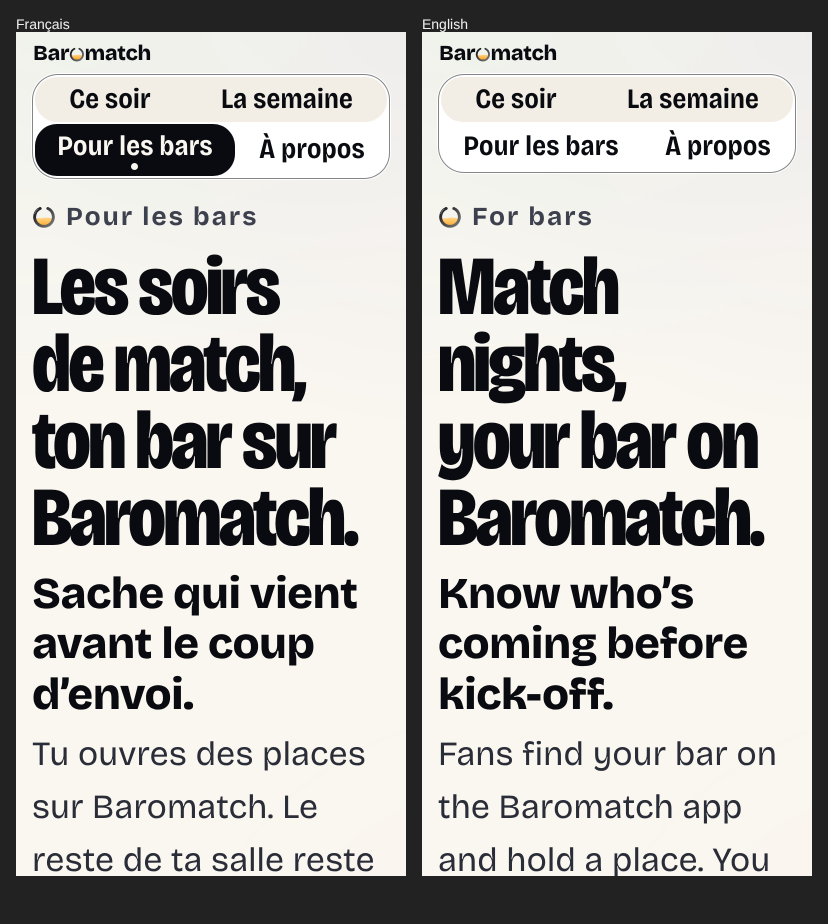 Français
Baromatch
Ce soir
La semaine
Pour les bars
À propos
Pour les bars
Les soirs
de match,
ton bar sur
Baromatch.
Sache qui vient
avant le coup
d’envoi.
Tu ouvres des places
sur Baromatch. Le
reste de ta salle reste
English
Baromatch
Ce soir
La semaine
Pour les bars
À propos
For bars
Match
nights,
your bar on
Baromatch.
Know who’s
coming before
kick-off.
Fans find your bar on
the Baromatch app
and hold a place. You